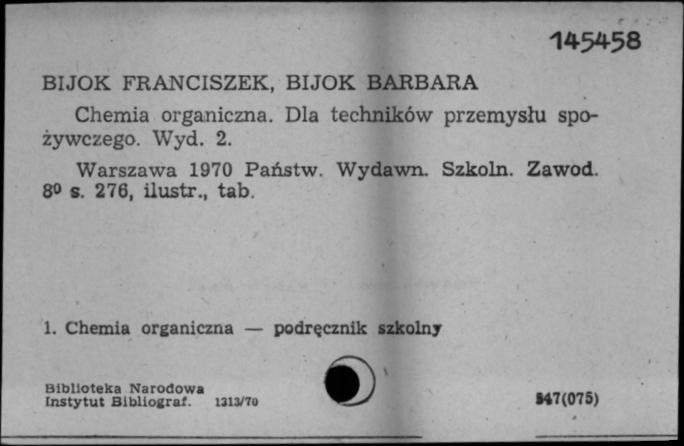 145458
BIJOK FRANCISZEK, BIJOK BARBARA
Chemia organiczna. Dla techników przemysłu spo-
żywczego. Wyd. 2.
Warszawa 1970 Państw. Wydawn. Szkoln. Zawod.
8⁰ s. 276, ilustr., tab.
1. Chemia organiczna — podręcznik szkolny
Biblioteka Narodowa
Instytut Bibliograf. 1313/70
547(075)